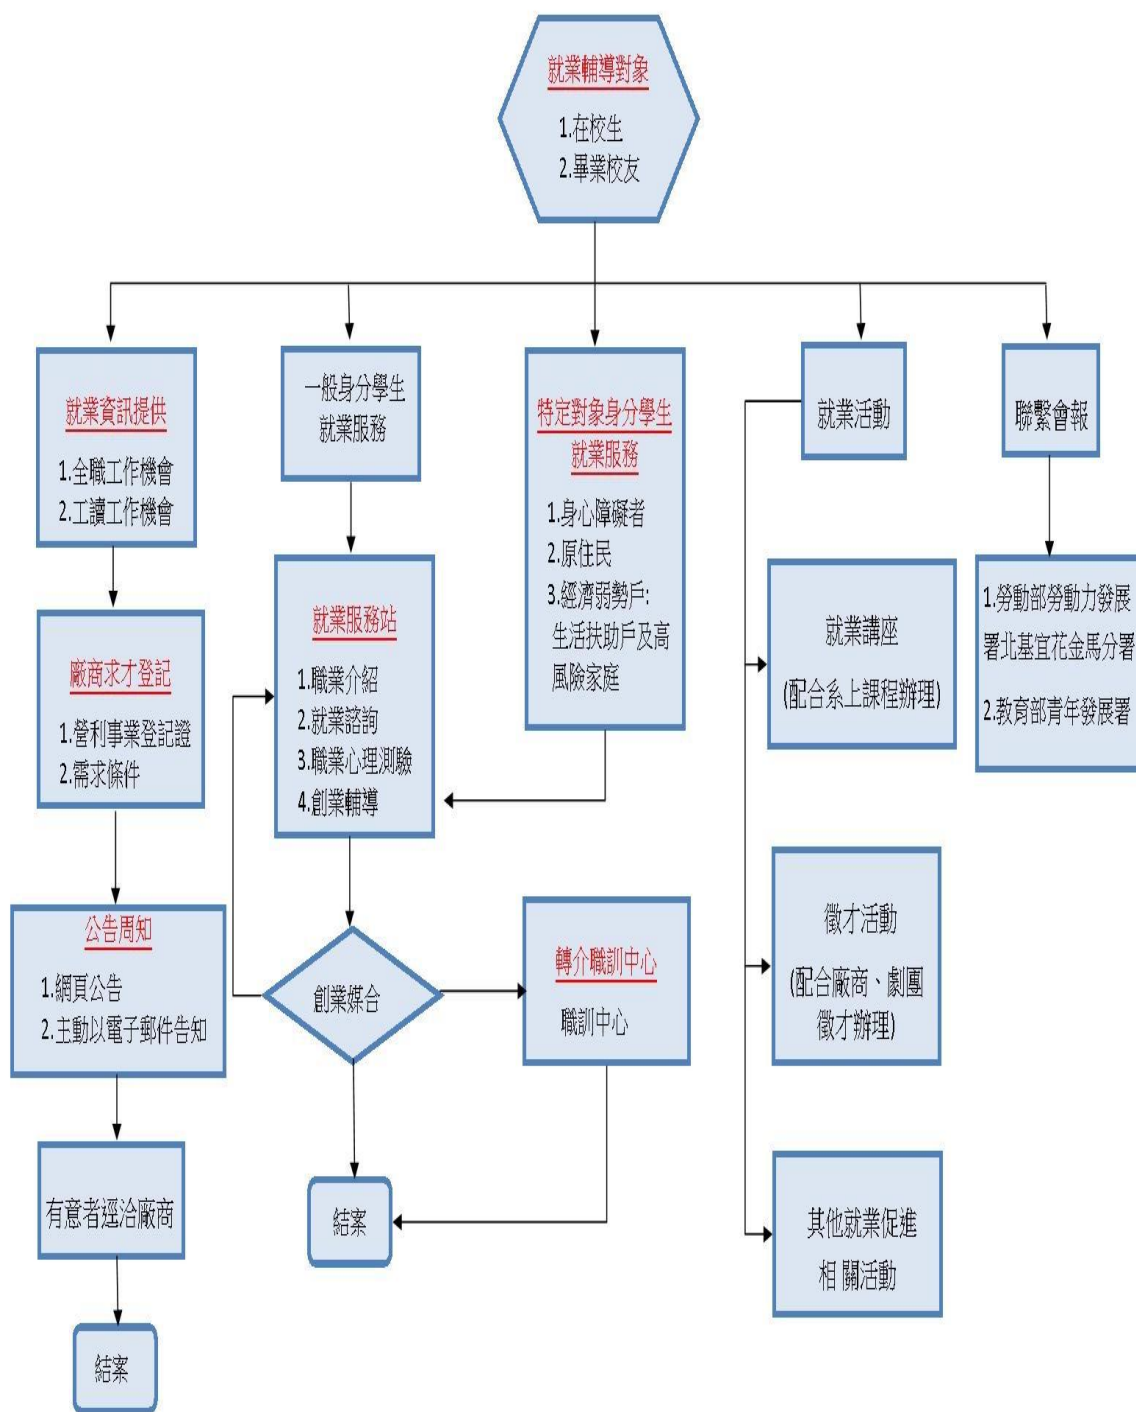 就業輔導對象
1.在校生
2.畢業校友
就業資訊提供
1.全職工作機會
2.工讀工作機會
廠商求才登記
1.營利事業登記證
2.需求條件
公告周知
1.網頁公告
2.主動以電子郵件告知
有意者逕洽廠商
結案
一般身分學生
就業服務
就業服務站
1.職業介紹
2.就業諮詢
3.職業心理測驗
4.創業輔導
創業媒合
結案
特定對象身分學生
就業服務
1.身心障礙者
2.原住民
3.經濟弱勢戶:
生活扶助戶及高
風險家庭
轉介職訓中心
職訓中心
就業活動
就業講座
(配合系上課程辦理)
徵才活動
(配合廠商、劇團
徵才辦理)
其他就業促進
相 關活動
聯繫會報
1.勞動部勞動力發展
署北基宜花金馬分署
2.教育部青年發展署